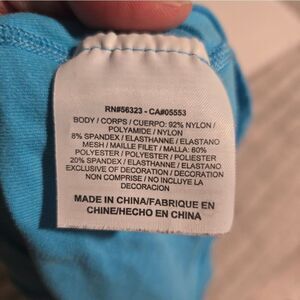 RN#56323 - CA#05553
BODY / CORPS / CUERPO: 92% NYLON /
POLYAMIDE / NYLON
8% SPANDEX / ELASTHANNE / ELASTANO
MESH / MAILLE FILET / MALLA: 80%
POLYESTER / POLYESTER / POLIESTER
20% SPANDEX / ELASTHANNE / ELASTANO
EXCLUSIVE OF DECORATION / DECORATION
NON COMPRISE / NO INCLUYE LA
DECORACION
MADE IN CHINA/FABRIQUE EN
CHINE/HECHO EN CHINA